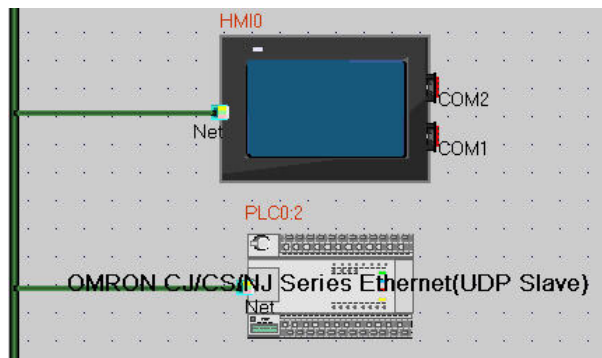 HMI0
COM2
Net
COM1
PLC0:2
OMRON CJ/CS/NJ Series Ethernet(UDP Slave)
Net